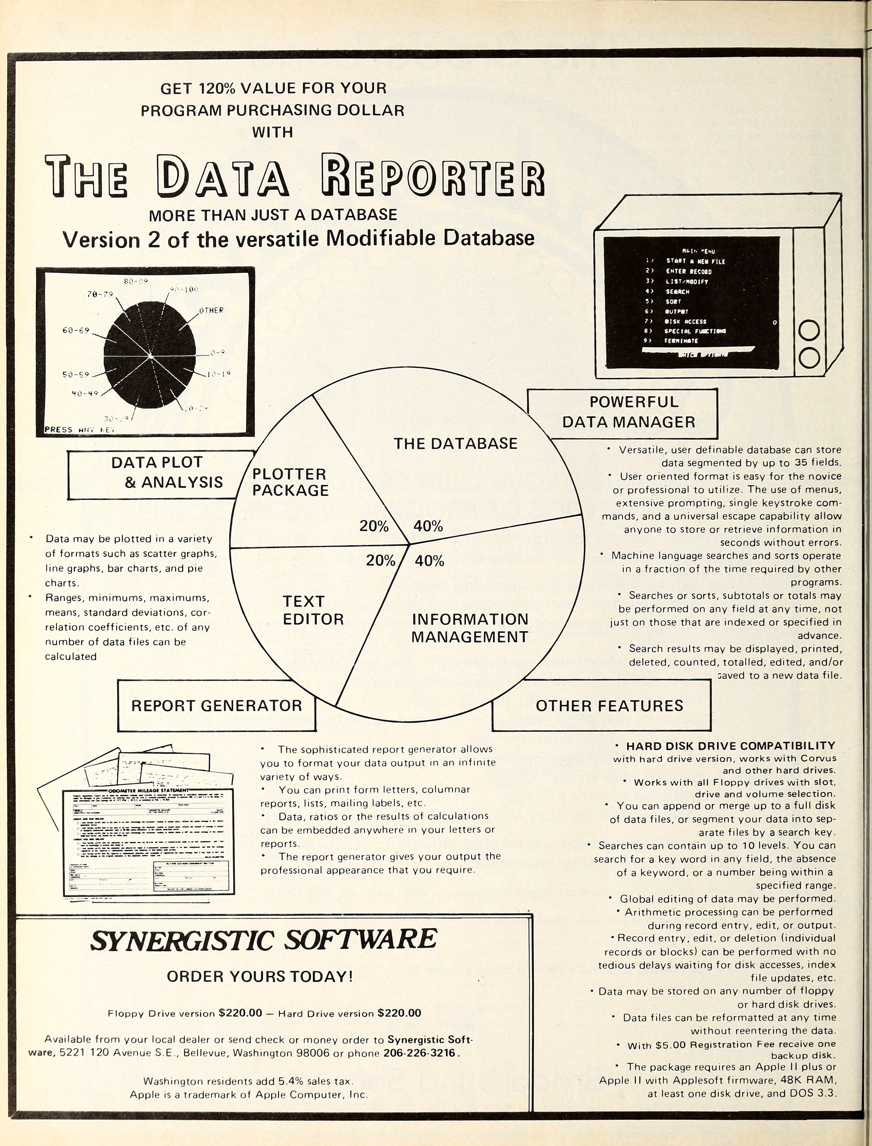 GET 120% VALUE FOR YOUR
PROGRAM PURCHASING DOLLAR
WITH
THE DATA REPORTER
MORE THAN JUST A DATABASE
Version 2 of the versatile Modifiable Database
80-89
90-100
70-79
OTHER
60-69
0-9
50-59
10-19
40-49
PRESS ANY KEY
MAIN MENU
1) START A NEW FILE
2) ENTER RECORD
3) LIST/MODIFY
4) SEARCH
5) SORT
6) OUTPUT
7) DISK ACCESS
8) SPECIAL FUNCTIONS
9) TERMINATE
DATA PLOT
& ANALYSIS
• Data may be plotted in a variety
of formats such as scatter graphs,
line graphs, bar charts, and pie
charts.
• Ranges, minimums, maximums,
means, standard deviations, cor-
relation coefficients, etc. of any
number of data files can be
calculated
PLOTTER
PACKAGE
20%
THE DATABASE
40%
20%
TEXT
EDITOR
40%
INFORMATION
MANAGEMENT
POWERFUL
DATA MANAGER
• Versatile, user definable database can store
data segmented by up to 35 fields.
• User oriented format is easy for the novice
or professional to utilize. The use of menus,
extensive prompting, single keystroke com-
mands, and a universal escape capability allow
anyone to store or retrieve information in
seconds without errors.
• Machine language searches and sorts operate
in a fraction of the time required by other
programs.
• Searches or sorts, subtotals or totals may
be performed on any field at any time, not
just on those that are indexed or specified in
advance.
• Search results may be displayed, printed,
deleted, counted, totalled, edited, and/or
saved to a new data file.
REPORT GENERATOR
ODOMETER MILEAGE STATEMENT
• The sophisticated report generator allows
you to format your data output in an infinite
variety of ways.
• You can print form letters, columnar
reports, lists, mailing labels, etc.
• Data, ratios or the results of calculations
can be embedded anywhere in your letters or
reports.
• The report generator gives your output the
professional appearance that you require.
OTHER FEATURES
• HARD DISK DRIVE COMPATIBILITY
with hard drive version, works with Corvus
and other hard drives.
• Works with all Floppy drives with slot,
drive and volume selection.
• You can append or merge up to a full disk
of data files, or segment your data into sep-
arate files by a search key.
• Searches can contain up to 10 levels. You can
search for a key word in any field, the absence
of a keyword, or a number being within a
specified range.
• Global editing of data may be performed.
• Arithmetic processing can be performed
during record entry, edit, or output.
• Record entry, edit, or deletion (individual
records or blocks) can be performed with no
tedious delays waiting for disk accesses, index
file updates, etc.
• Data may be stored on any number of floppy
or hard disk drives.
• Data files can be reformatted at any time
without reentering the data.
• With $5.00 Registration Fee receive one
backup disk.
• The package requires an Apple II plus or
Apple II with Applesoft firmware, 48K RAM,
at least one disk drive, and DOS 3.3.
SYNERGISTIC SOFTWARE
ORDER YOURS TODAY!
Floppy Drive version $220.00 — Hard Drive version $220.00
Available from your local dealer or send check or money order to Synergistic Soft-
ware, 5221 120 Avenue S.E., Bellevue, Washington 98006 or phone 206-226-3216.
Washington residents add 5.4% sales tax.
Apple is a trademark of Apple Computer, Inc.